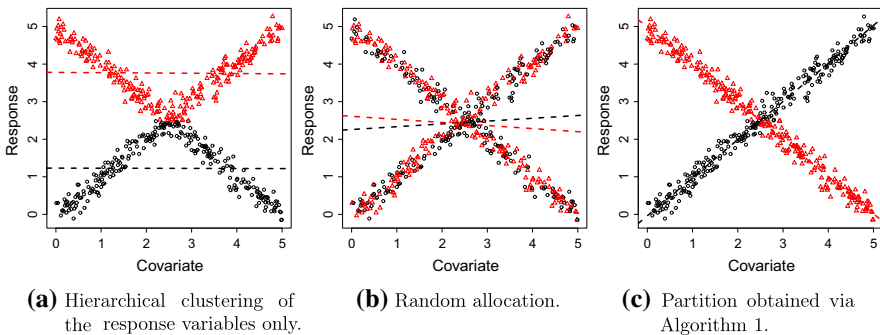 5
4
3
2
1
0
Response
0 1 2 3 4 5
Covariate
(a) Hierarchical clustering of
the response variables only.
5
4
3
2
1
0
Response
0 1 2 3 4 5
Covariate
(b) Random allocation.
5
4
3
2
1
0
Response
0 1 2 3 4 5
Covariate
(c) Partition obtained via
Algorithm 1.